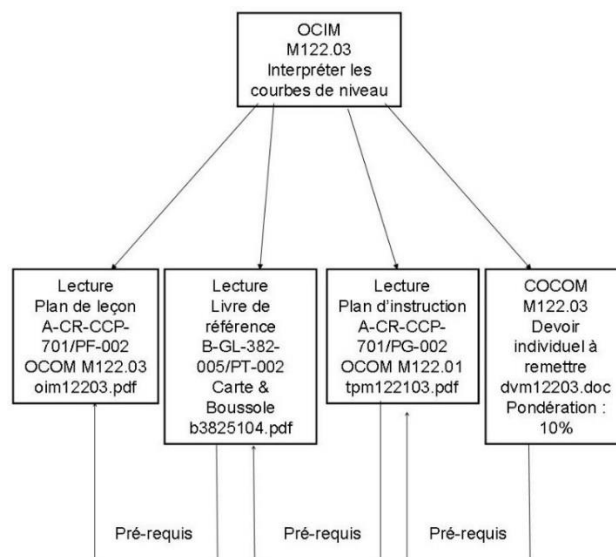 OCIM
M122.03
Interpréter les
courbes de niveau
Lecture
Plan de leçon
A-CR-CCP-
701/PF-002
OCOM M122.03
oim12203.pdf
Lecture
Livre de
référence
B-GL-382-
005/PT-002
Carte &
Boussole
b3825104.pdf
Lecture
Plan d'instruction
A-CR-CCP-
701/PG-002
OCOM M122.01
tpm122103.pdf
COCOM
M122.03
Devoir
individuel à
remettre
dvm12203.doc
Pondération :
10%
Pré-requis
Pré-requis
Pré-requis